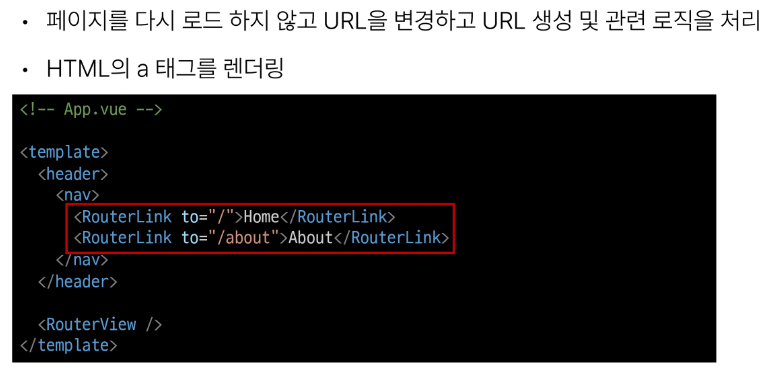 • 페이지를 다시 로드 하지 않고 URL을 변경하고 URL 생성 및 관련 로직을 처리
• HTML의 a 태그를 렌더링
<!-- App.vue -->
<template>
  <header>
    <nav>
      <RouterLink to="/">Home</RouterLink>
      <RouterLink to="/about">About</RouterLink>
    </nav>
  </header>
  <RouterView />
</template>